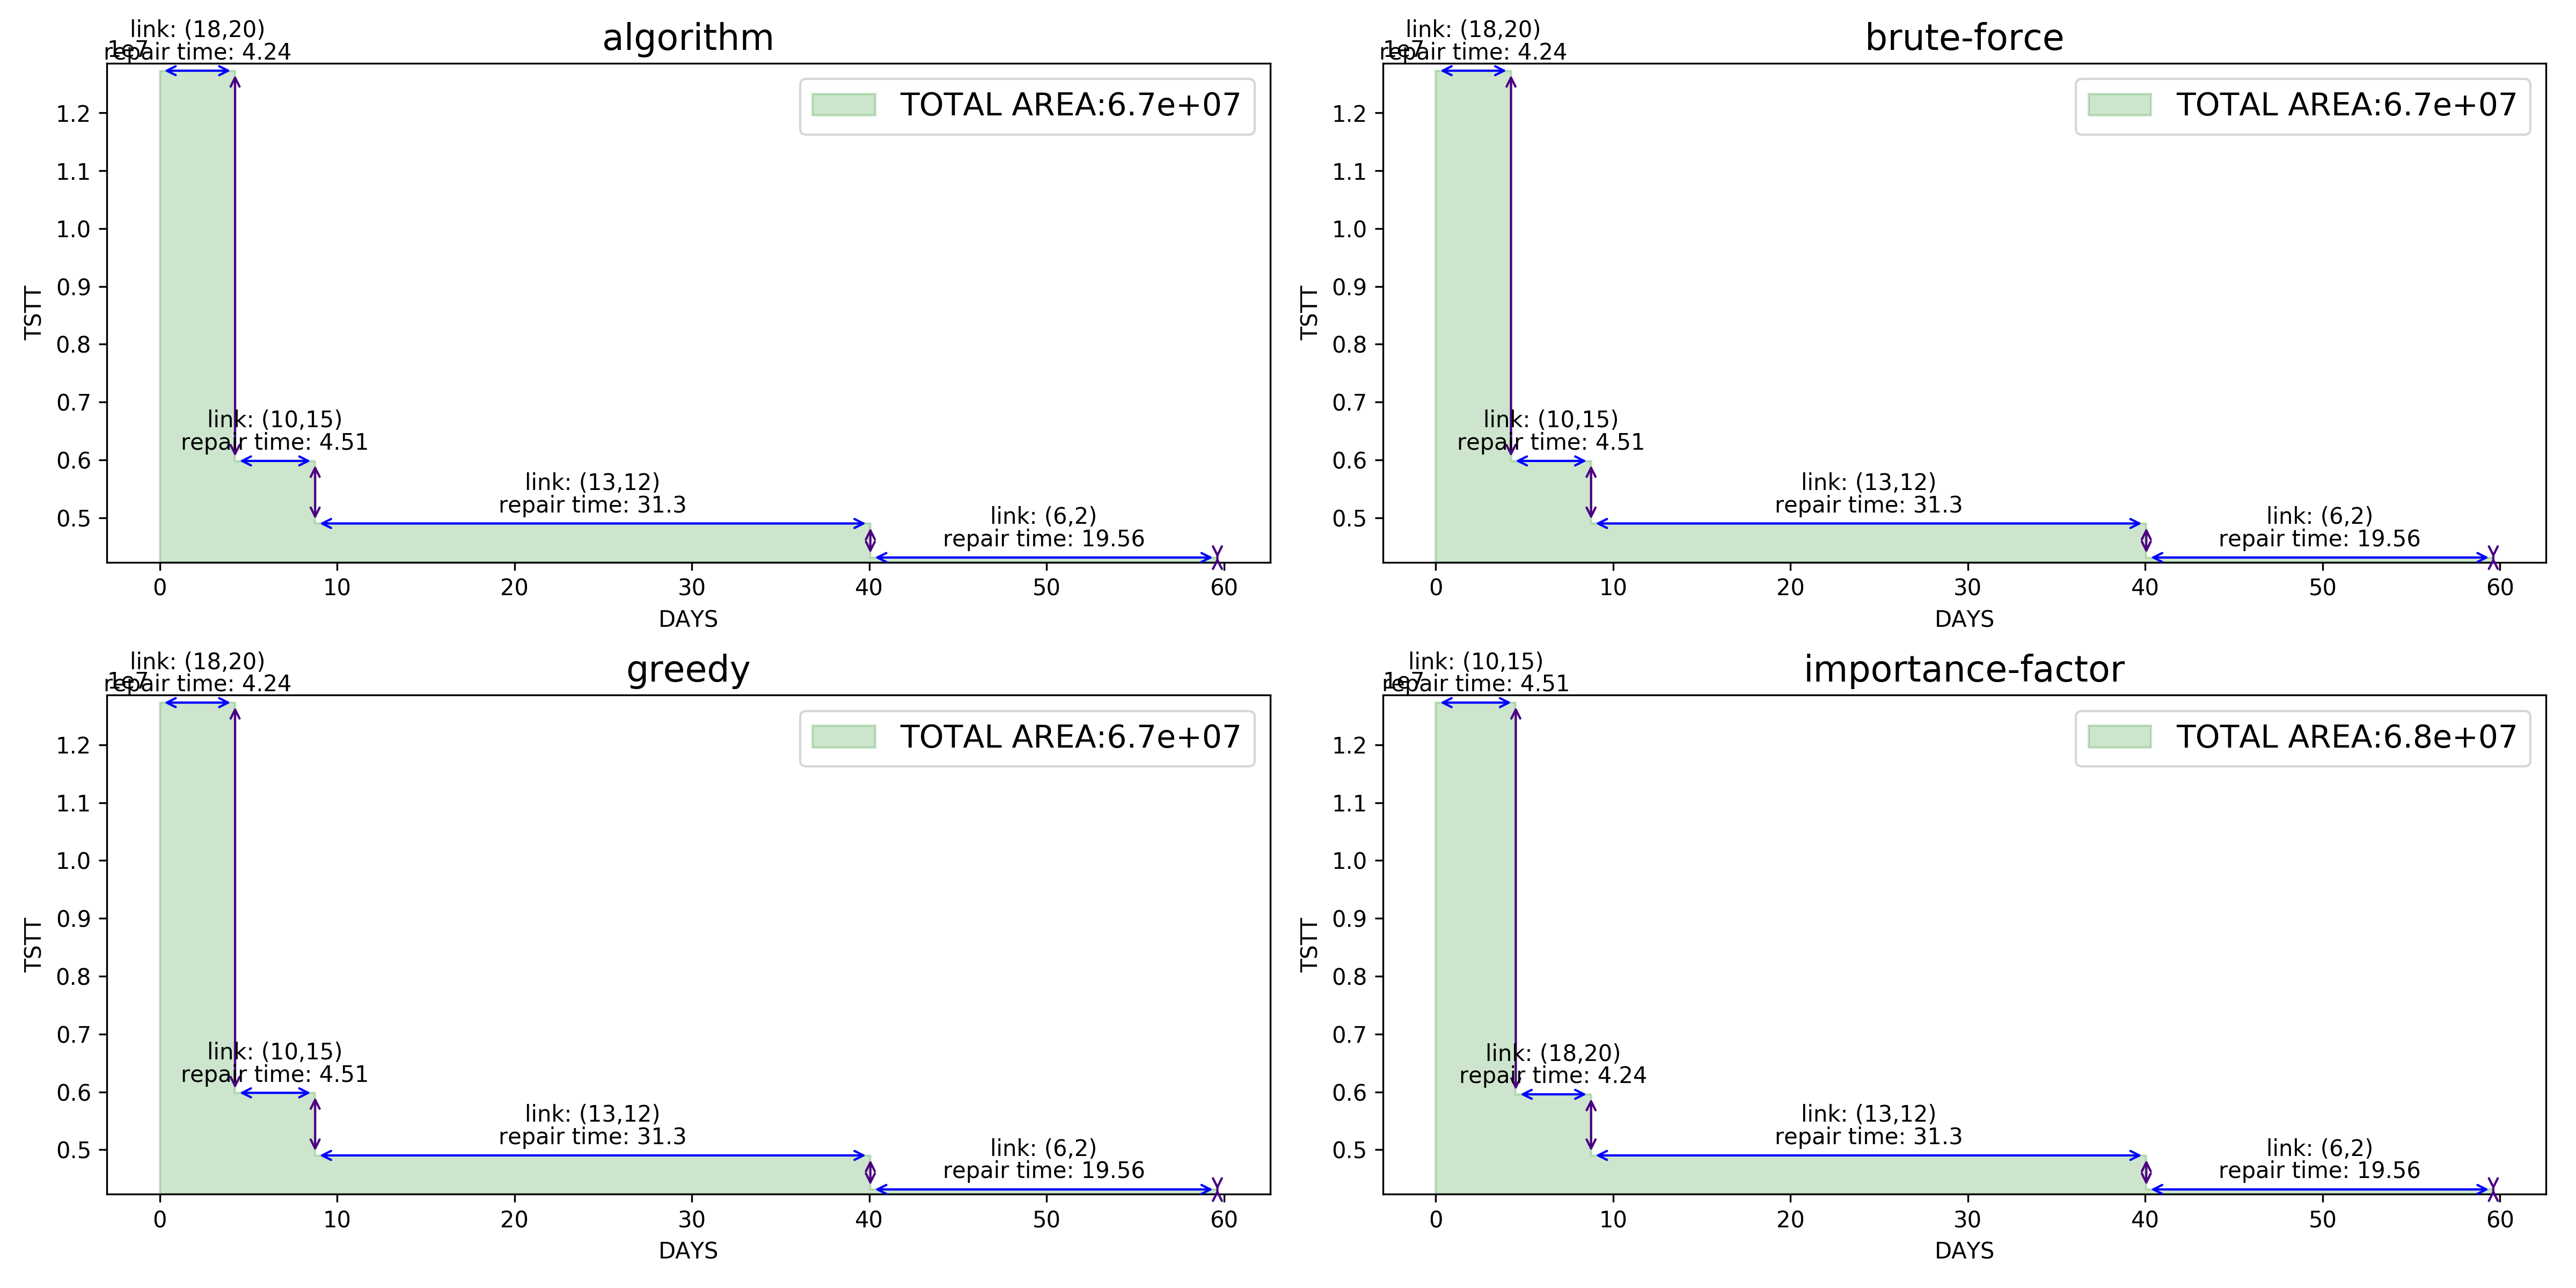 link: (18,20)
repair time: 4.24
1e7
algorithm
TOTAL AREA:6.7e+07
1.2
1.1
1.0
0.9
0.8
0.7
0.6
0.5
TSTT
link: (10,15)
repair time: 4.51
link: (13,12)
repair time: 31.3
link: (6,2)
repair time: 19.56
0 10 20 30 40 50 60
DAYS
link: (18,20)
repair time: 4.24
1e7
brute-force
TOTAL AREA:6.7e+07
1.2
1.1
1.0
0.9
0.8
0.7
0.6
0.5
TSTT
link: (10,15)
repair time: 4.51
link: (13,12)
repair time: 31.3
link: (6,2)
repair time: 19.56
0 10 20 30 40 50 60
DAYS
link: (18,20)
repair time: 4.24
1e7
greedy
TOTAL AREA:6.7e+07
1.2
1.1
1.0
0.9
0.8
0.7
0.6
0.5
TSTT
link: (10,15)
repair time: 4.51
link: (13,12)
repair time: 31.3
link: (6,2)
repair time: 19.56
0 10 20 30 40 50 60
DAYS
link: (10,15)
repair time: 4.51
1e7
importance-factor
TOTAL AREA:6.8e+07
1.2
1.1
1.0
0.9
0.8
0.7
0.6
0.5
TSTT
link: (18,20)
repair time: 4.24
link: (13,12)
repair time: 31.3
link: (6,2)
repair time: 19.56
0 10 20 30 40 50 60
DAYS